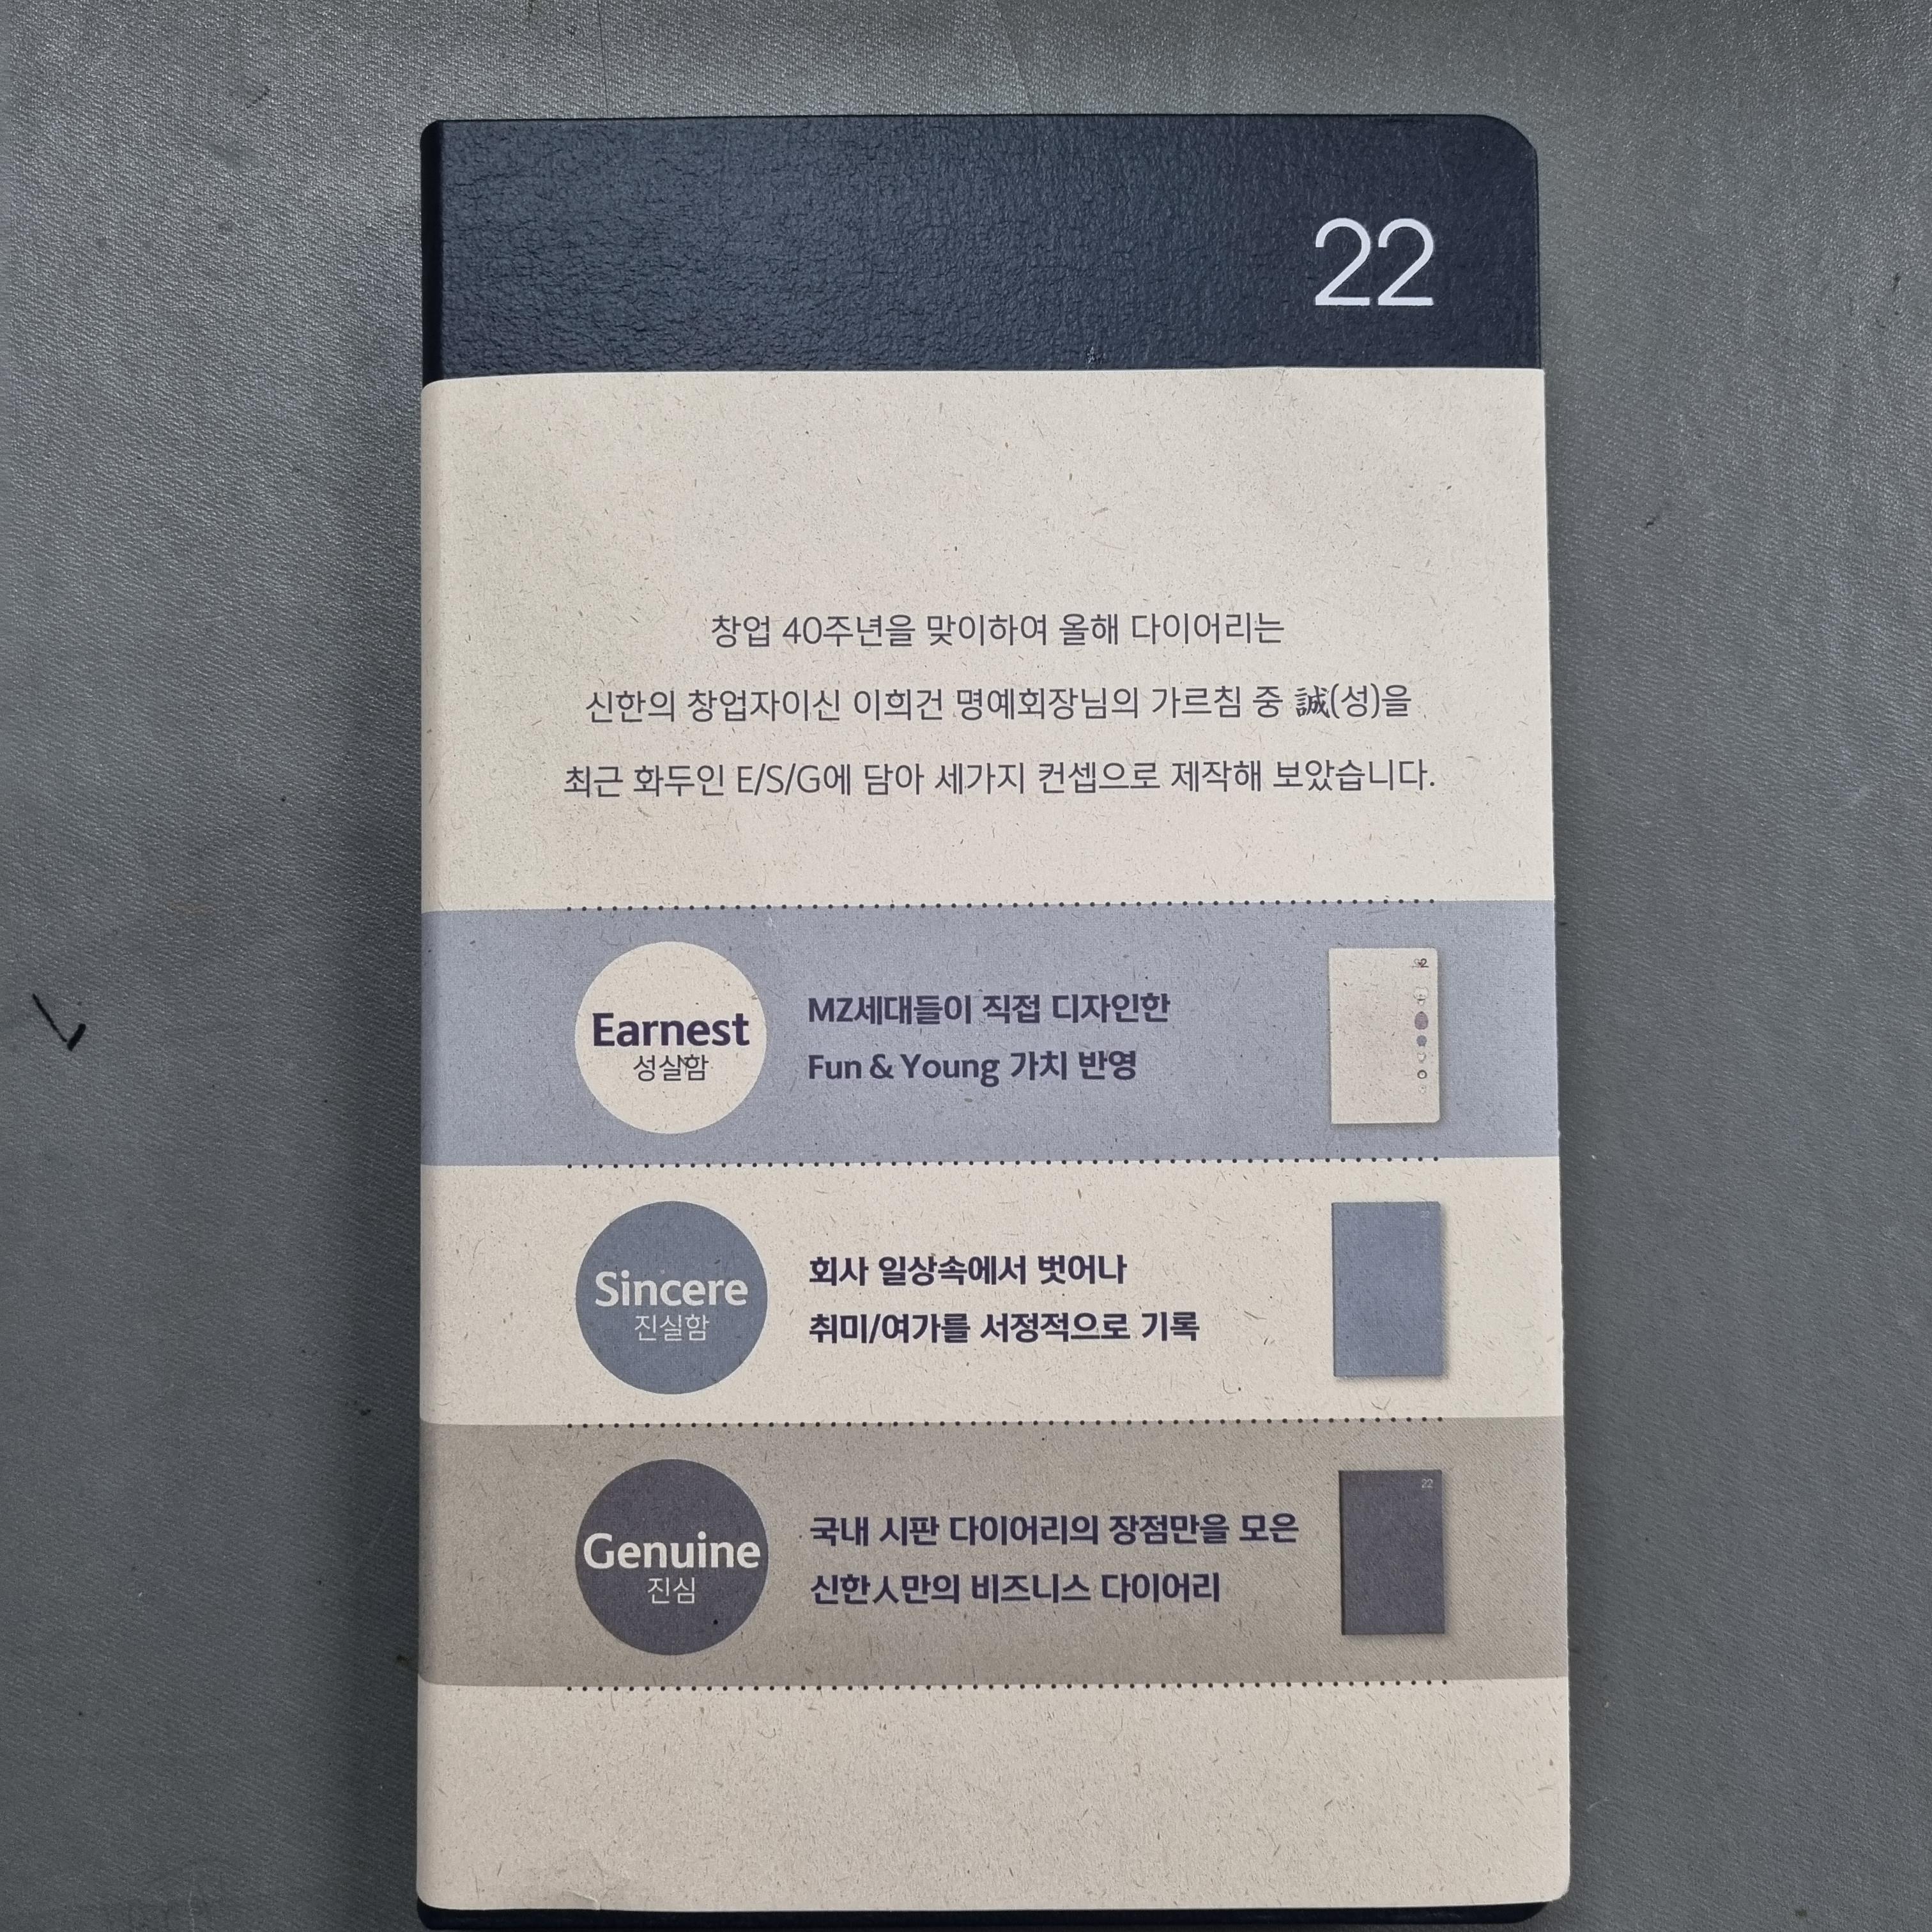 22
창업 40주년을 맞이하여 올해 다이어리는
신한의 창업자이신 이희건 명예회장님의 가르침 중 誠(성)을
최근 화두인 E/S/G에 담아 세가지 컨셉으로 제작해 보았습니다.
Earnest
성실함
MZ세대들이 직접 디자인한
Fun & Young 가치 반영
Sincere
진실함
회사 일상속에서 벗어나
취미/여가를 서정적으로 기록
22
Genuine
진심
국내 시판 다이어리의 장점만을 모은
신한人만의 비즈니스 다이어리
22